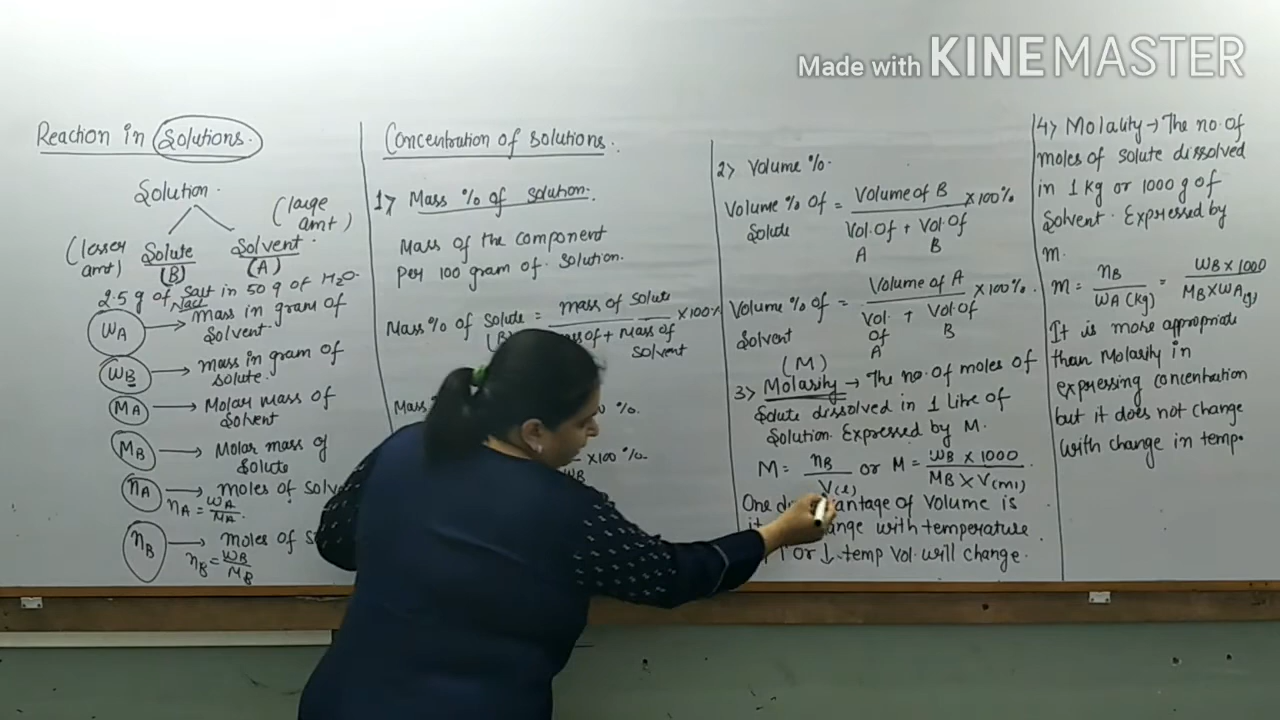 Made with KINEMASTER
Reaction in Solutions.
Solution.
(large
amt)
(lesser
amt)
Solute
(B)
Solvent.
(A)
2.5 g of Salt in 50 g of H2O.
Nacl
WA → mass in gram of
solvent.
WB → mass in gram of
solute.
MA → Molar mass of
Solvent
MB → Molar mass of
Solute
nA → moles of
nA = WA/MA
nB → moles of
nB = WB/MB
Concentration of solutions.
1> Mass % of solution.
Mass of the component
Per 100 gram of solution.
Mass % of Solute = mass of solute × 100%
of + Mass of
solvent
× 100 %.
2> Volume %.
Volume % of Solute = Volume of B / Vol. of A + Vol. of B × 100 %
Volume % of Solvent = Volume of A / Vol. of A + Vol of B × 100 %.
(M)
3> Molarity → The no. of moles of
Solute dissolved in 1 Litre of
Solution. Expressed by M.
M = nB / V(l) or M = WB × 1000 / MB × V(ml)
One antage of Volume is
with temperature.
or ↓ temp Vol. will change.
4> Molality → The no of
moles of solute dissolved
in 1 Kg or 1000 g of
Solvent. Expressed by
m.
m = nB / WA (Kg) = WB × 1000 / MB × WA(g)
It is more appropriate
than Molarity in
expressing concentration
but it does not change
with change in temp.